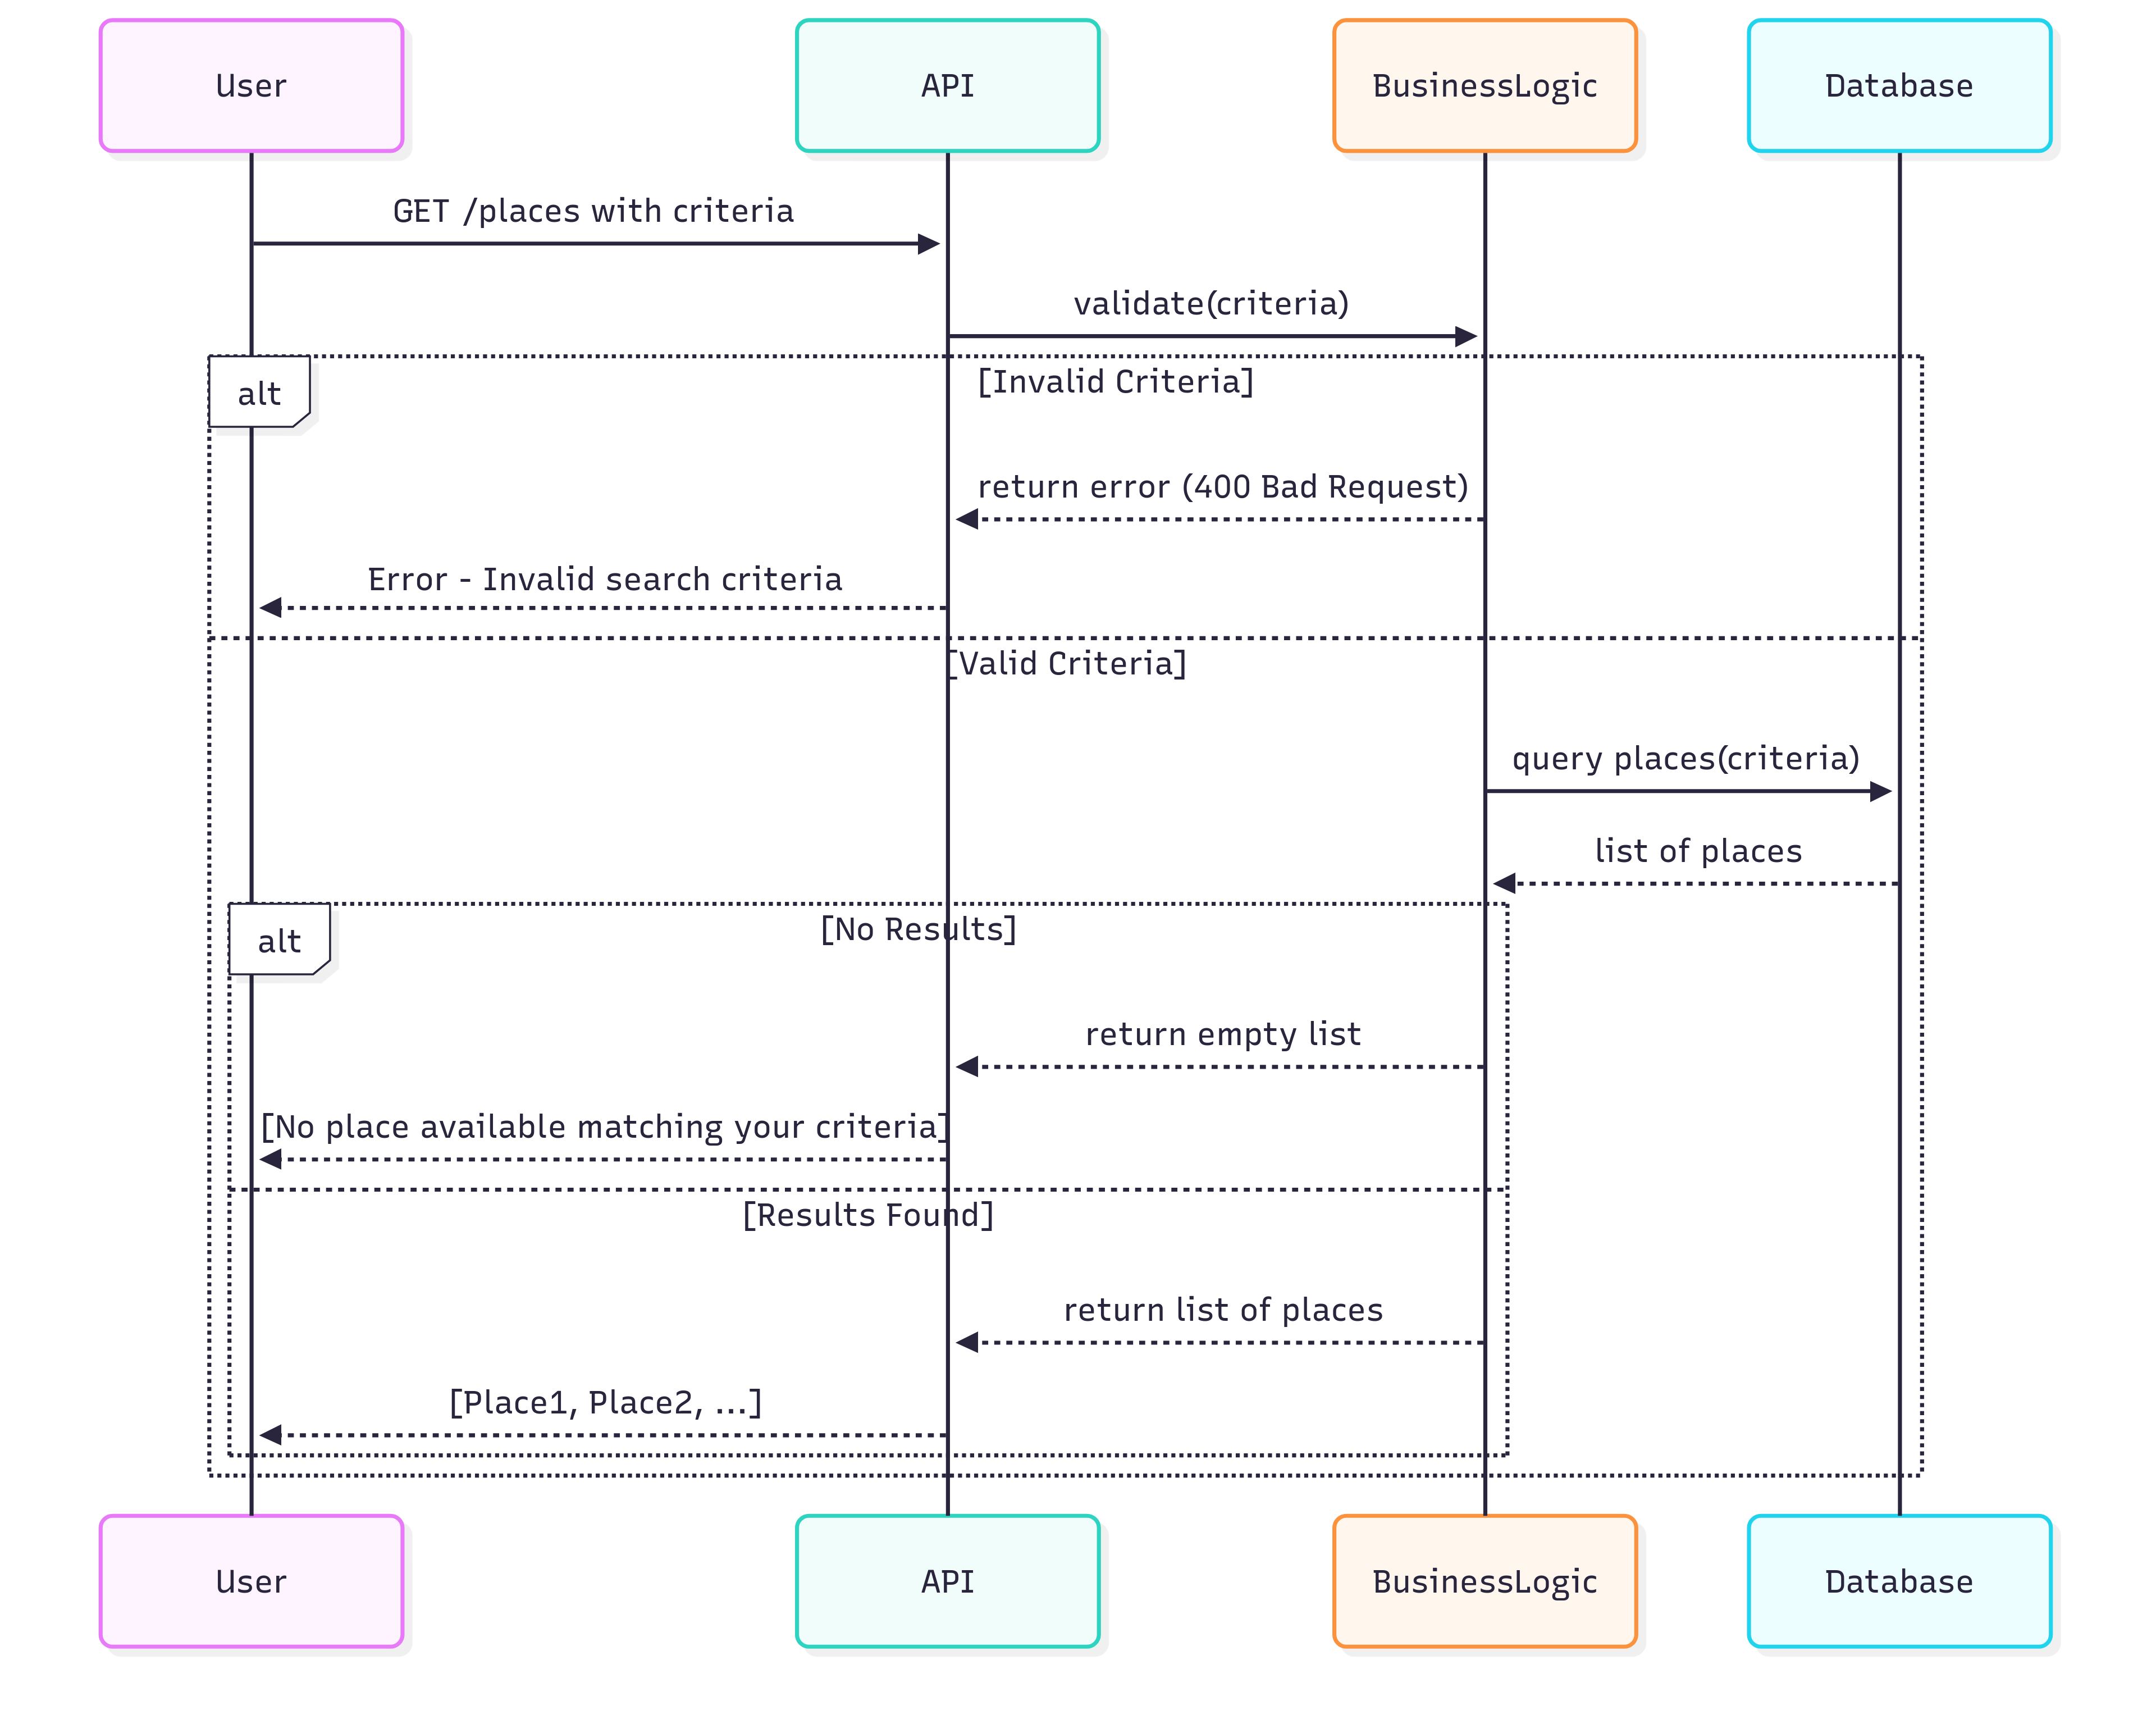 User
API
BusinessLogic
Database
GET /places with criteria
validate(criteria)
alt
[Invalid Criteria]
return error (400 Bad Request)
Error - Invalid search criteria
[Valid Criteria]
query places(criteria)
list of places
alt
[No Results]
return empty list
[No place available matching your criteria]
[Results Found]
return list of places
[Place1, Place2, ...]
User
API
BusinessLogic
Database